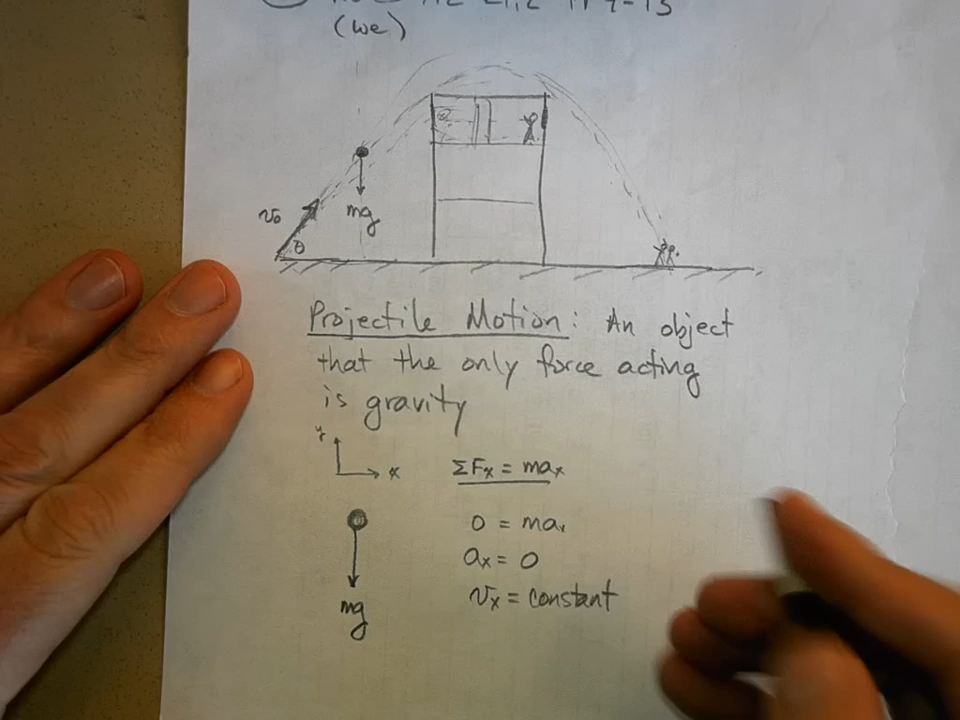 (we)
v₀
θ
mg
Projectile Motion: An object
that the only force acting
is gravity
y
x
ΣFₓ = maₓ
0 = maₓ
aₓ = 0
vₓ = constant
mg